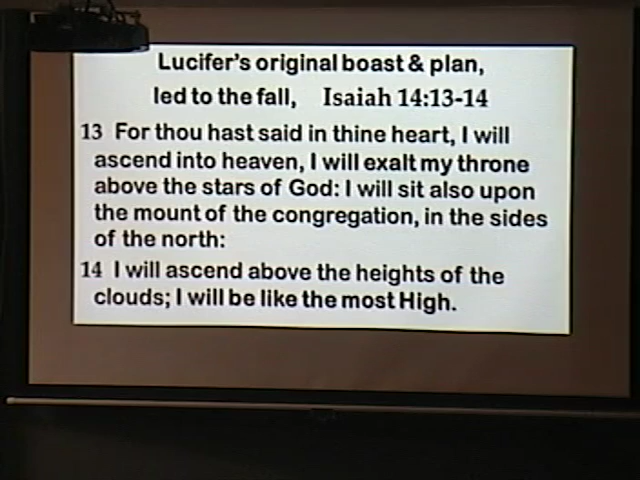 Lucifer's original boast & plan,
led to the fall, Isaiah 14:13-14
13 For thou hast said in thine heart, I will
ascend into heaven, I will exalt my throne
above the stars of God: I will sit also upon
the mount of the congregation, in the sides
of the north:
14 I will ascend above the heights of the
clouds; I will be like the most High.